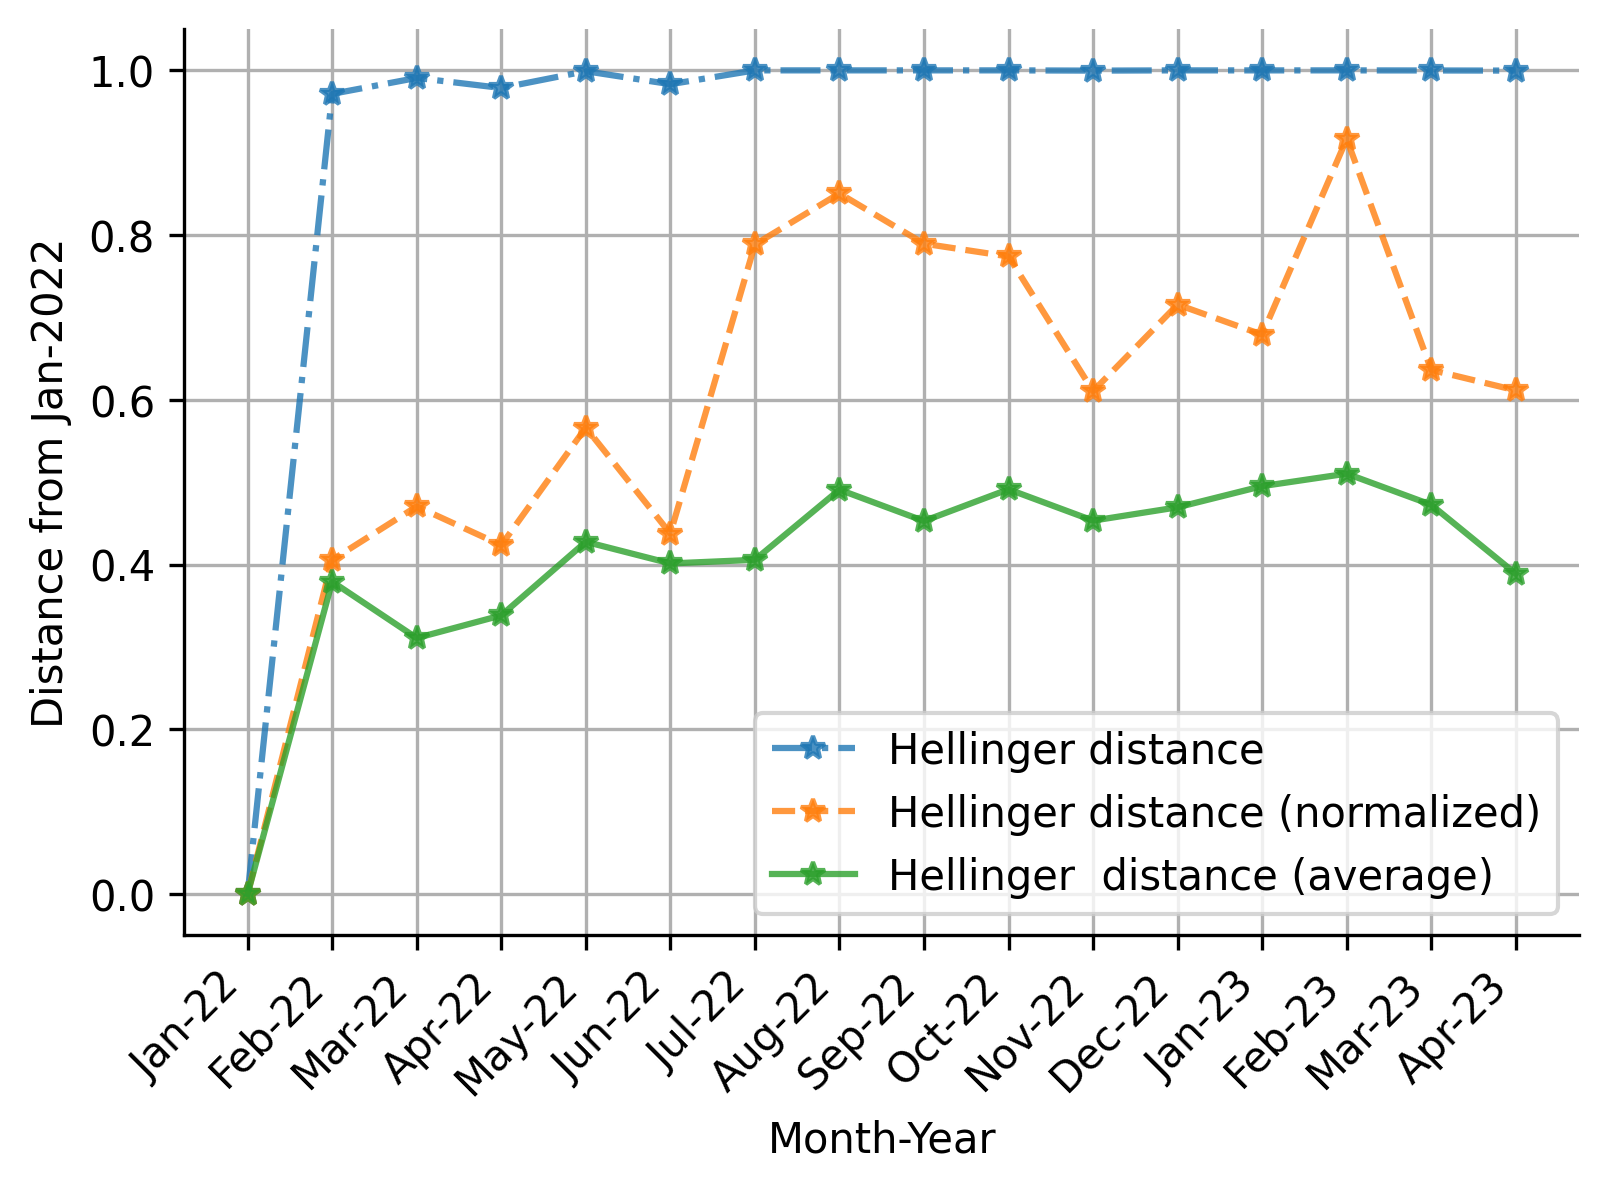 1.0
0.8
0.6
0.4
0.2
0.0
Distance from Jan-2022
Hellinger distance
Hellinger distance (normalized)
Hellinger  distance (average)
Jan-22
Feb-22
Mar-22
Apr-22
May-22
Jun-22
Jul-22
Aug-22
Sep-22
Oct-22
Nov-22
Dec-22
Jan-23
Feb-23
Mar-23
Apr-23
Month-Year